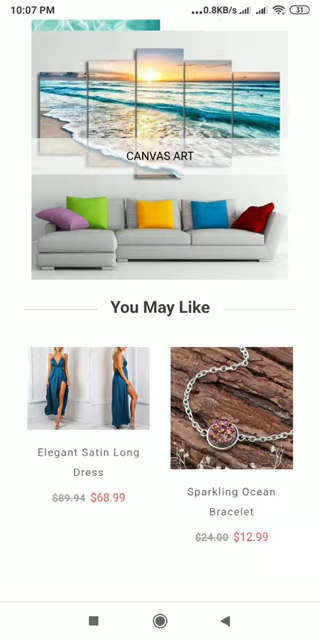 10:07 PM
...0.8KB/s
31
CANVAS ART
You May Like
Elegant Satin Long
Dress
$89.94 $68.99
Sparkling Ocean
Bracelet
$24.00 $12.99